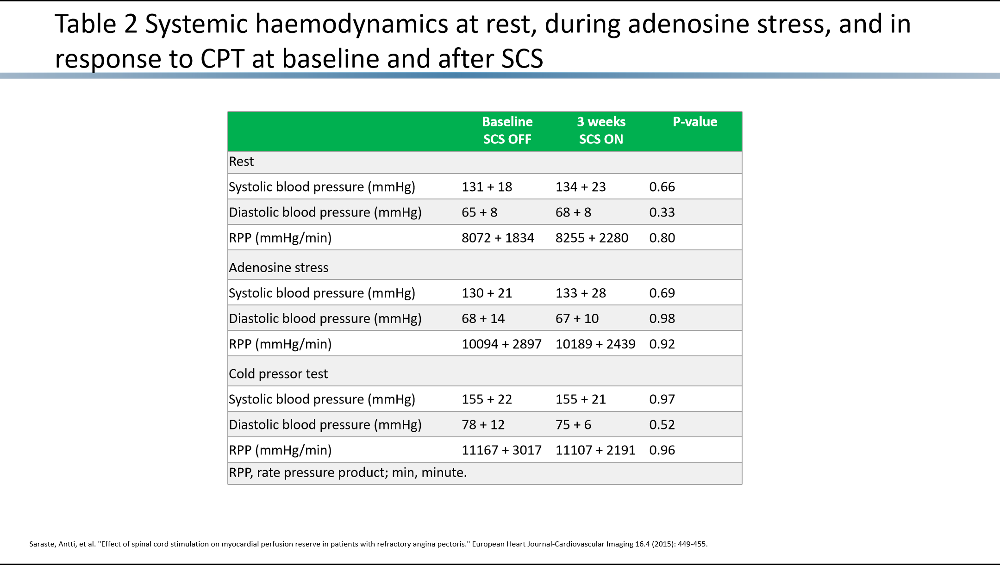 Table 2 Systemic haemodynamics at rest, during adenosine stress, and in
response to CPT at baseline and after SCS
Baseline SCS OFF 3 weeks SCS ON P-value
Rest
Systolic blood pressure (mmHg) 131 + 18 134 + 23 0.66
Diastolic blood pressure (mmHg) 65 + 8 68 + 8 0.33
RPP (mmHg/min) 8072 + 1834 8255 + 2280 0.80
Adenosine stress
Systolic blood pressure (mmHg) 130 + 21 133 + 28 0.69
Diastolic blood pressure (mmHg) 68 + 14 67 + 10 0.98
RPP (mmHg/min) 10094 + 2897 10189 + 2439 0.92
Cold pressor test
Systolic blood pressure (mmHg) 155 + 22 155 + 21 0.97
Diastolic blood pressure (mmHg) 78 + 12 75 + 6 0.52
RPP (mmHg/min) 11167 + 3017 11107 + 2191 0.96
RPP, rate pressure product; min, minute.
Saraste, Antti, et al. "Effect of spinal cord stimulation on myocardial perfusion reserve in patients with refractory angina pectoris." European Heart Journal-Cardiovascular Imaging 16.4 (2015): 449-455.